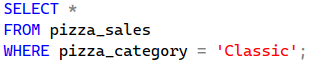 SELECT *
FROM pizza_sales
WHERE pizza_category = 'Classic';